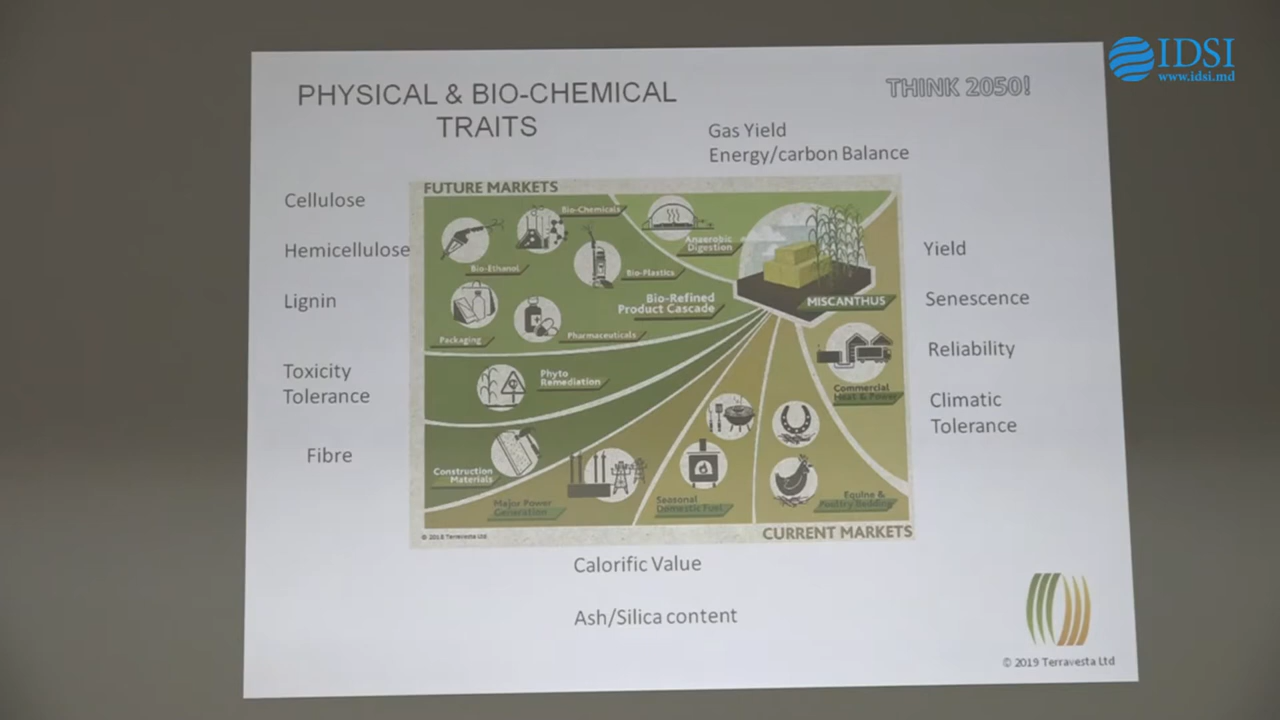 IDSI
www.idsi.md
PHYSICAL & BIO-CHEMICAL
TRAITS
THINK 2050!
Gas Yield
Energy/carbon Balance
Cellulose
Hemicellulose
Lignin
Toxicity
Tolerance
Fibre
FUTURE MARKETS
Bio-Chemicals
Anaerobic
Digestion
Bio-Ethanol
Bio-Plastics
Bio-Refined
Product Cascade
MISCANTHUS
Packaging
Pharmaceuticals
Phyto
Remediation
Commercial
Heat & Power
Construction
Materials
Major Power
Generation
Seasonal
Domestic Fuel
Equine &
Poultry Bedding
© 2018 Terravesta Ltd
CURRENT MARKETS
Yield
Senescence
Reliability
Climatic
Tolerance
Calorific Value
Ash/Silica content
© 2019 Terravesta Ltd